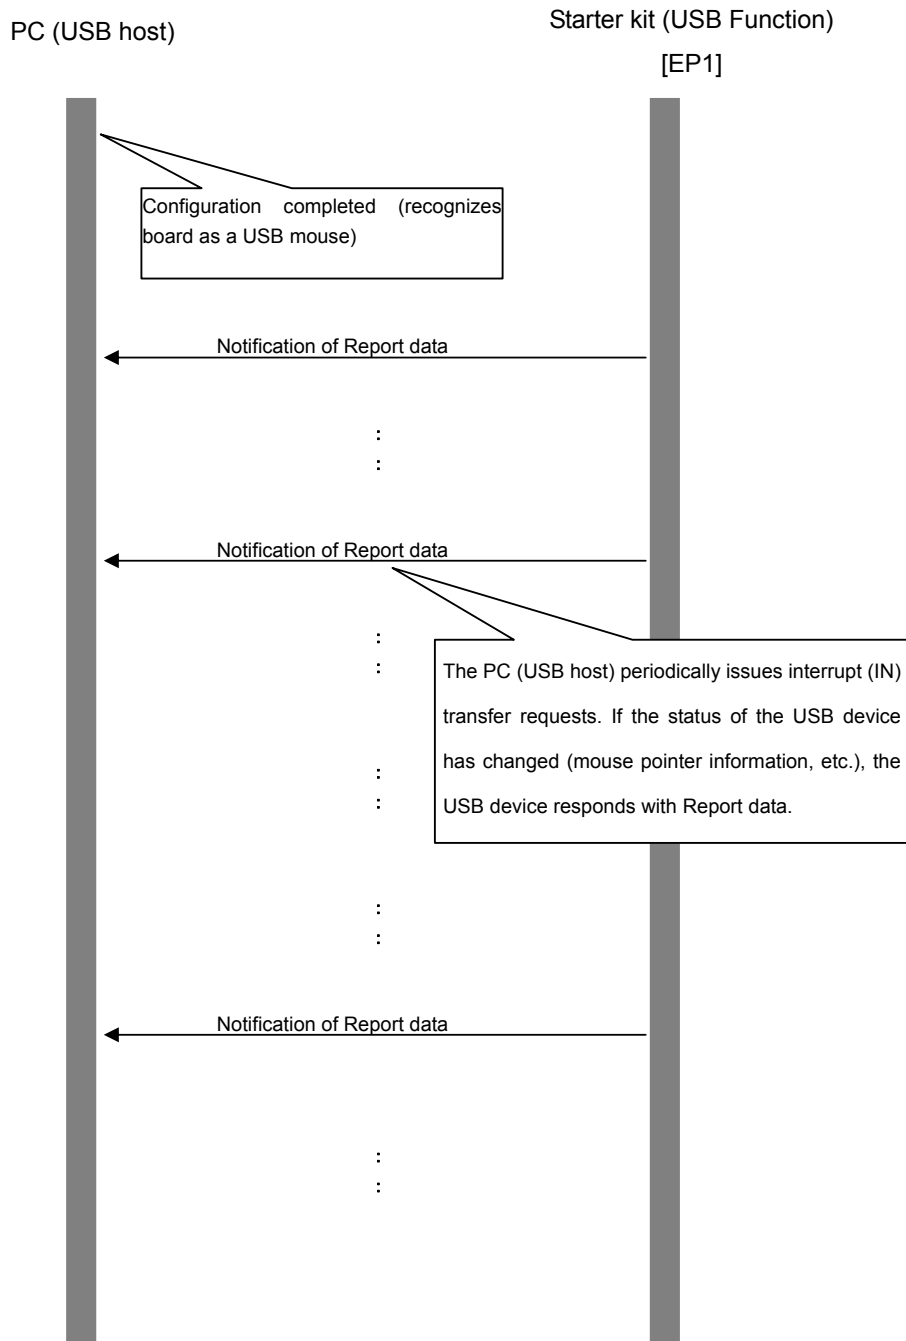 PC (USB host)
Starter kit (USB Function)
[EP1]
Configuration completed (recognizes
board as a USB mouse)
Notification of Report data
:
:
Notification of Report data
:
:
The PC (USB host) periodically issues interrupt (IN)
transfer requests. If the status of the USB device
has changed (mouse pointer information, etc.), the
USB device responds with Report data.
:
:
:
:
Notification of Report data
:
: